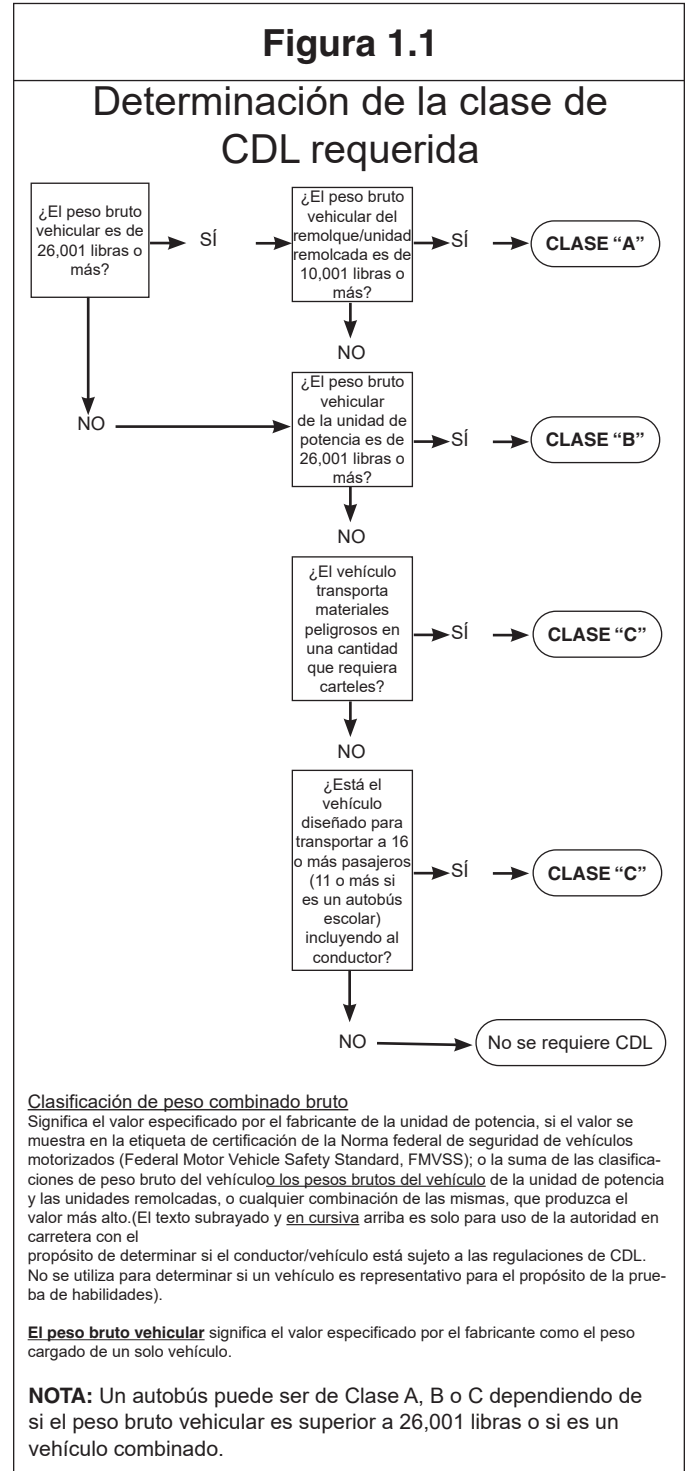 Figura 1.1
Determinación de la clase de
CDL requerida
¿El peso bruto
vehicular es de
26,001 libras o
más?
SÍ
¿El peso bruto
vehicular del
remolque/unidad
remolcada es de
10,001 libras o
más?
SÍ
CLASE “A”
NO
NO
¿El peso bruto
vehicular
de la unidad de
potencia es de
26,001 libras o
más?
SÍ
CLASE “B”
NO
¿El vehículo
transporta
materiales
peligrosos en
una cantidad
que requiera
carteles?
SÍ
CLASE “C”
NO
¿Está el
vehículo
diseñado para
transportar a 16
o más pasajeros
(11 o más si
es un autobús
escolar)
incluyendo al
conductor?
SÍ
CLASE “C”
NO
No se requiere CDL
Clasificación de peso combinado bruto
Significa el valor especificado por el fabricante de la unidad de potencia, si el valor se
muestra en la etiqueta de certificación de la Norma federal de seguridad de vehículos
motorizados (Federal Motor Vehicle Safety Standard, FMVSS); o la suma de las clasifica-
ciones de peso bruto del vehículoo los pesos brutos del vehículo de la unidad de potencia
y las unidades remolcadas, o cualquier combinación de las mismas, que produzca el
valor más alto.(El texto subrayado y en cursiva arriba es solo para uso de la autoridad en
carretera con el
propósito de determinar si el conductor/vehículo está sujeto a las regulaciones de CDL.
No se utiliza para determinar si un vehículo es representativo para el propósito de la prue-
ba de habilidades).
El peso bruto vehicular significa el valor especificado por el fabricante como el peso
cargado de un solo vehículo.
NOTA: Un autobús puede ser de Clase A, B o C dependiendo de
si el peso bruto vehicular es superior a 26,001 libras o si es un
vehículo combinado.